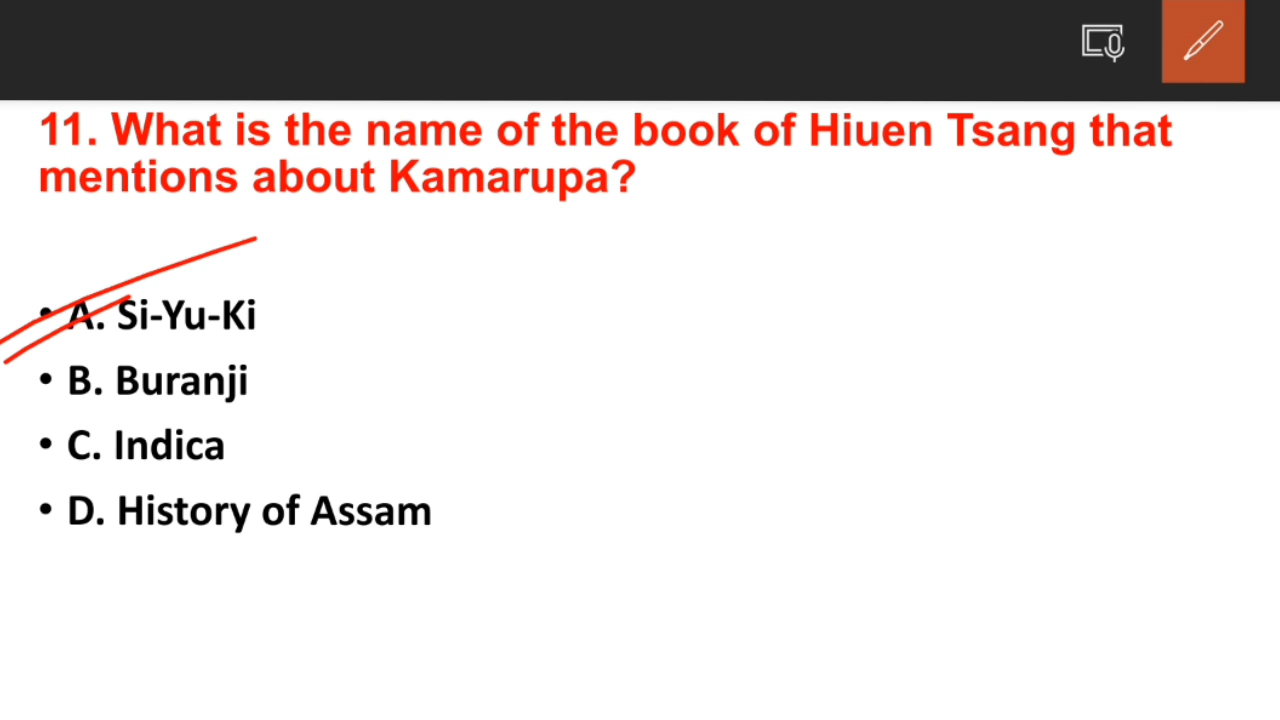 11. What is the name of the book of Hiuen Tsang that
mentions about Kamarupa?
• A. Si-Yu-Ki
• B. Buranji
• C. Indica
• D. History of Assam